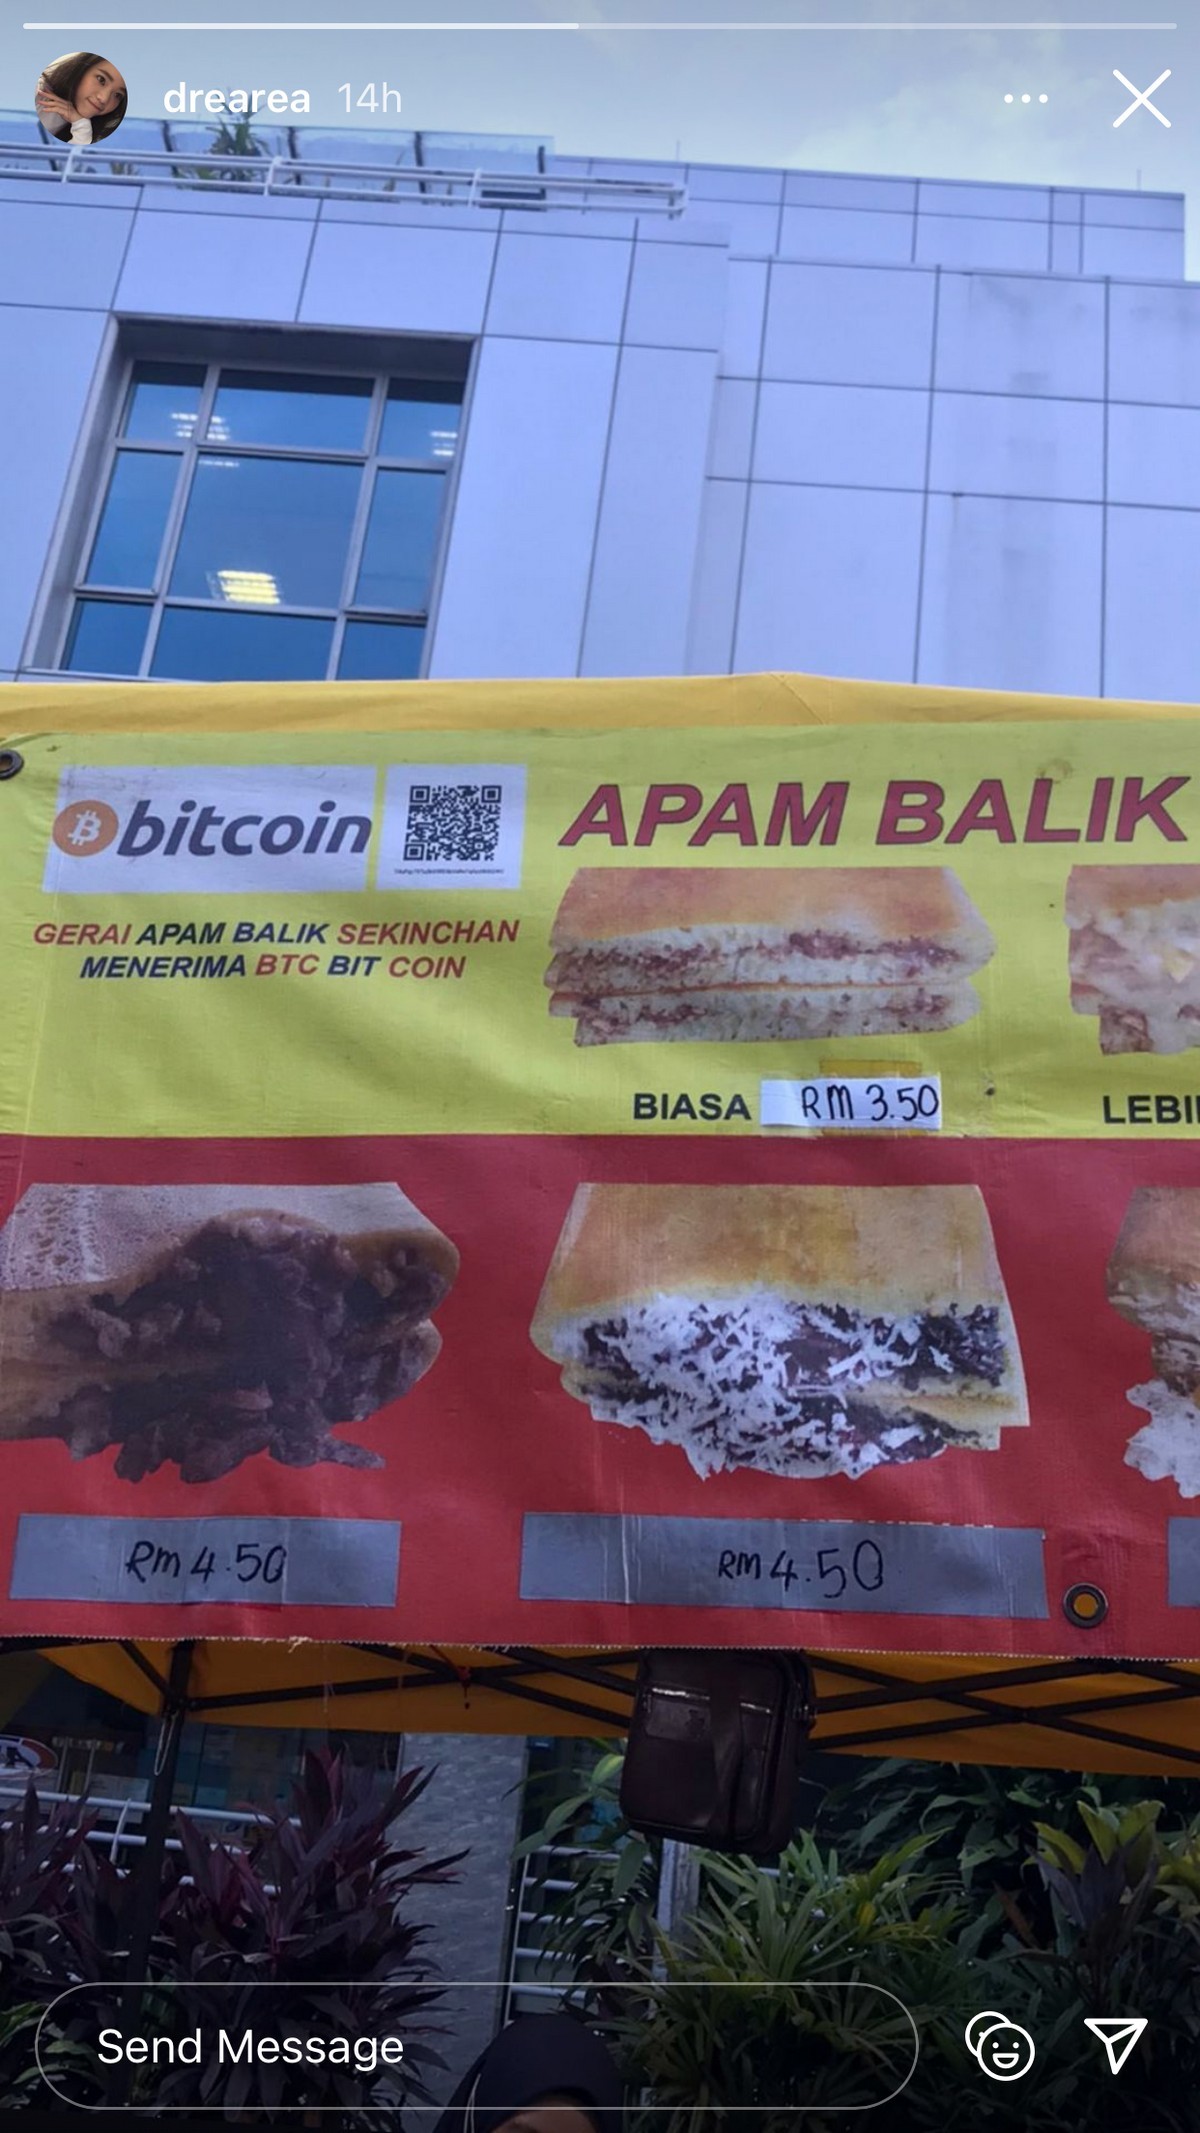 drearea 14h
bitcoin
APAM BALIK
GERAI APAM BALIK SEKINCHAN
MENERIMA BTC BIT COIN
BIASA RM 3.50
Rm 4.50
RM 4.50
Send Message